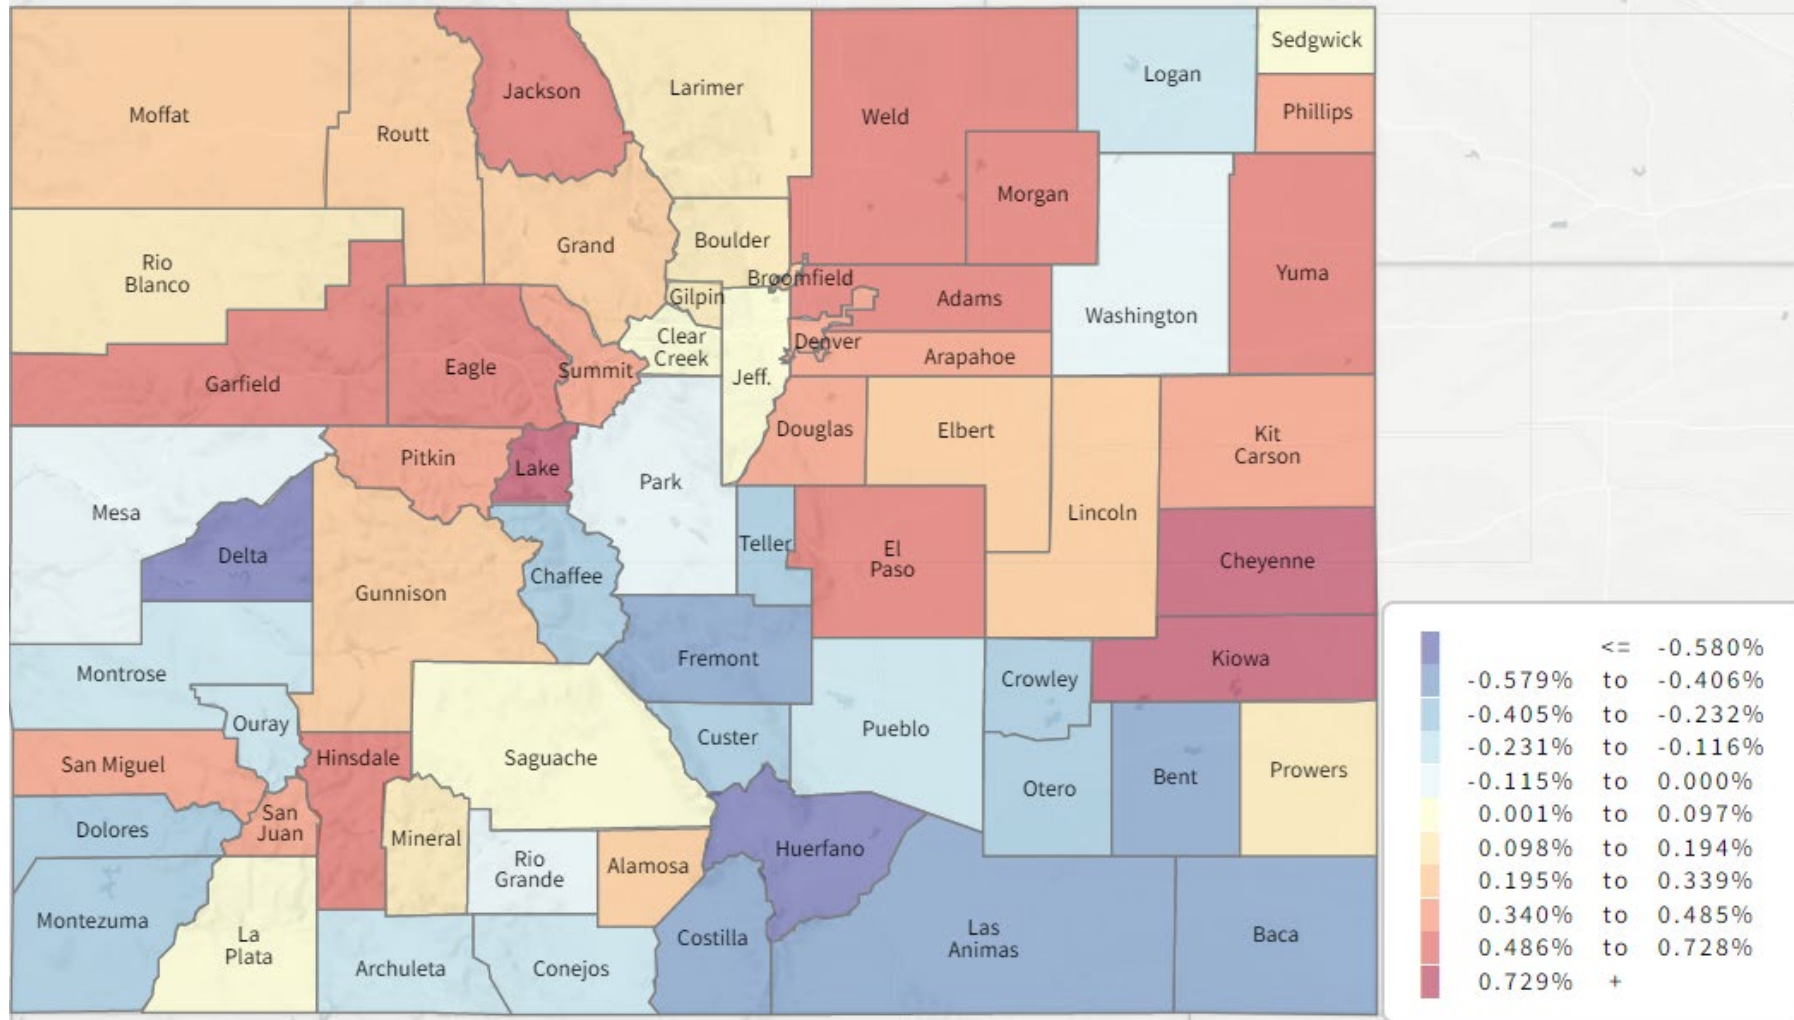 Sedgwick
Logan
Jackson
Larimer
Moffat
Weld
Phillips
Routt
Morgan
Boulder
Grand
Rio
Blanco
Broomfield
Yuma
Gilpin
Adams
Washington
Clear
Creek
Denver
Arapahoe
Eagle
Summit
Jeff.
Garfield
Douglas
Elbert
Kit
Carson
Pitkin
Lake
Park
Mesa
Lincoln
Teller
El
Paso
Delta
Cheyenne
Chaffee
Gunnison
Fremont
Kiowa
Montrose
Crowley
Ouray
Pueblo
Custer
San Miguel
Hinsdale
Saguache
Prowers
Bent
Otero
San
Juan
Dolores
Mineral
Huerfano
Rio
Grande
Alamosa
Montezuma
La
Plata
Costilla
Las
Animas
Baca
Archuleta
Conejos
<= -0.580%
-0.579% to -0.406%
-0.405% to -0.232%
-0.231% to -0.116%
-0.115% to 0.000%
0.001% to 0.097%
0.098% to 0.194%
0.195% to 0.339%
0.340% to 0.485%
0.486% to 0.728%
0.729% +